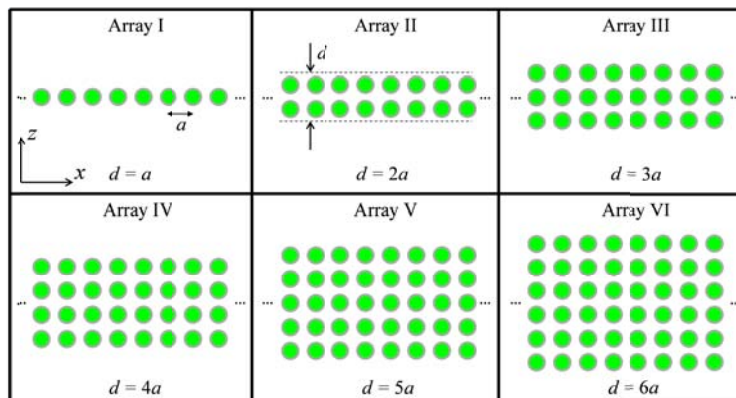 Array I
Array II
Array III
a
z
x
d = a
d
d = 2a
d = 3a
Array IV
Array V
Array VI
d = 4a
d = 5a
d = 6a